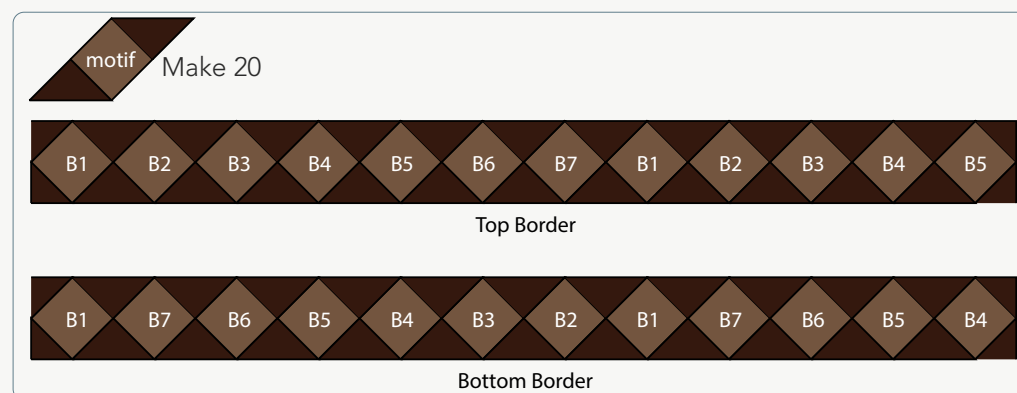 motif
Make 20
B1 B2 B3 B4 B5 B6 B7 B1 B2 B3 B4 B5
Top Border
B1 B7 B6 B5 B4 B3 B2 B1 B7 B6 B5 B4
Bottom Border